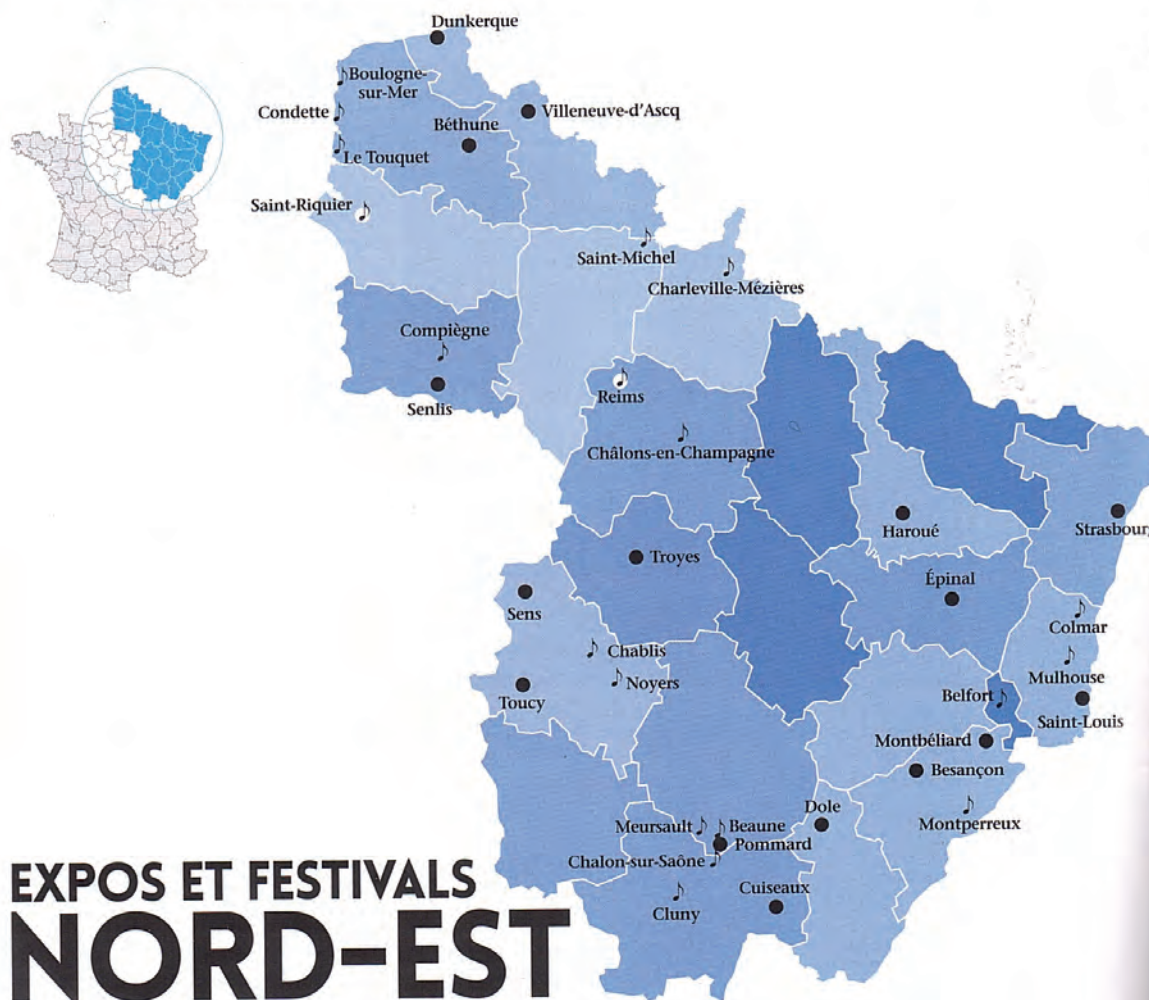 Dunkerque
Boulogne-
sur-Mer
Condette
Villeneuve-d'Ascq
Béthune
Le Touquet
Saint-Riquier
Saint-Michel
Charleville-Mézières
Compiègne
Senlis
Reims
Châlons-en-Champagne
Haroué
Strasbourg
Troyes
Épinal
Sens
Colmar
Chablis
Mulhouse
Noyers
Toucy
Belfort
Saint-Louis
Montbéliard
Besançon
Dole
Montperreux
Meursault
Beaune
Pommard
Chalon-sur-Saône
Cuiseaux
Cluny
EXPOS ET FESTIVALS
NORD-EST